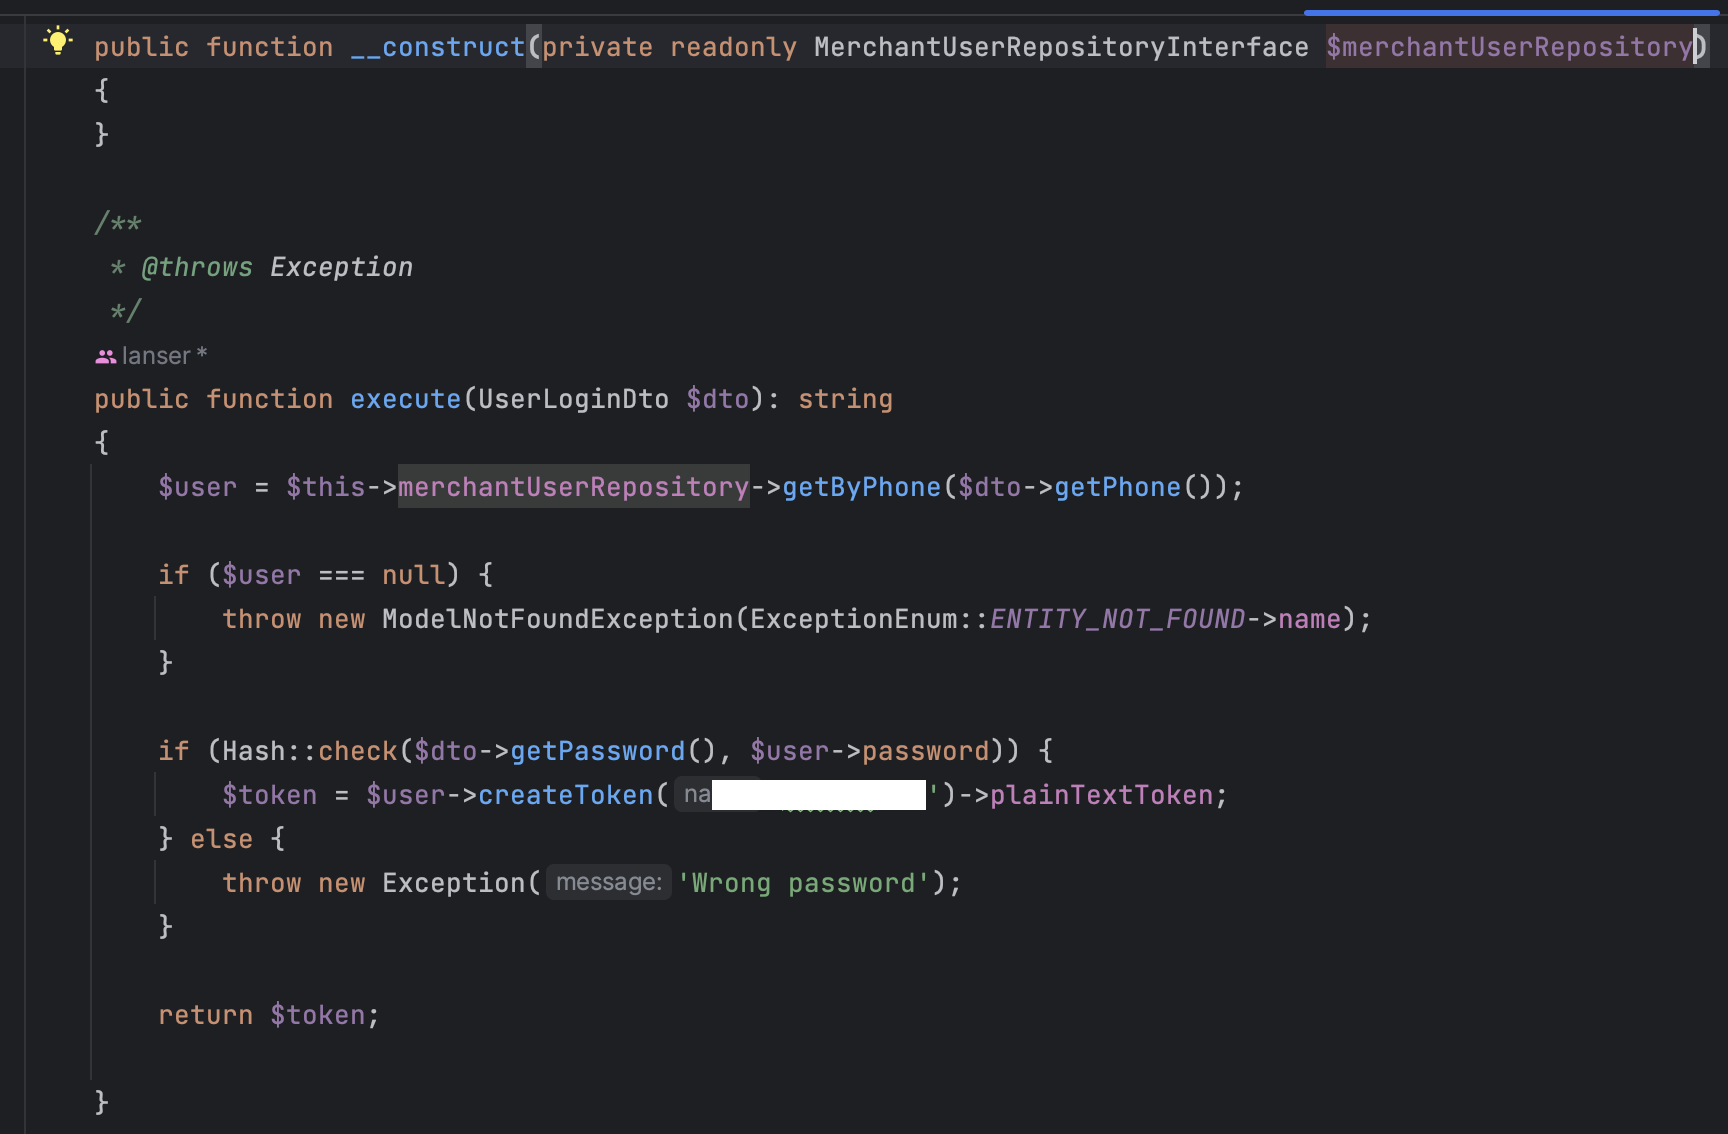 public function __construct(private readonly MerchantUserRepositoryInterface $merchantUserRepository)
{
}
/**
* @throws Exception
*/
lanser *
public function execute(UserLoginDto $dto): string
{
$user = $this->merchantUserRepository->getByPhone($dto->getPhone());
if ($user === null) {
throw new ModelNotFoundException(ExceptionEnum::ENTITY_NOT_FOUND->name);
}
if (Hash::check($dto->getPassword(), $user->password)) {
$token = $user->createToken( na ')->plainTextToken;
} else {
throw new Exception( message: 'Wrong password');
}
return $token;
}